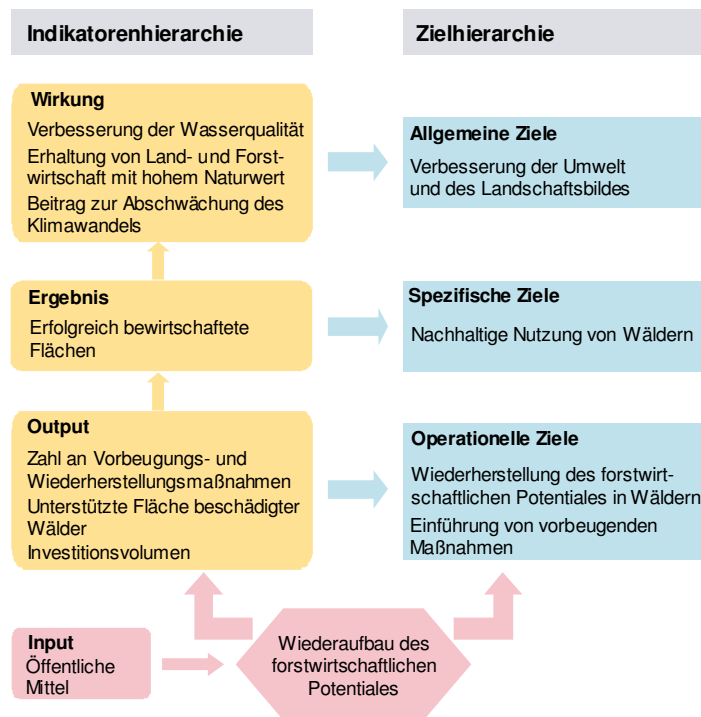 Indikatorenhierarchie
Zielhierarchie
Wirkung
Verbesserung der Wasserqualität
Erhaltung von Land- und Forst-
wirtschaft mit hohem Naturwert
Beitrag zur Abschwächung des
Klimawandels
Allgemeine Ziele
Verbesserung der Umwelt
und des Landschaftsbildes
Ergebnis
Erfolgreich bewirtschaftete
Flächen
Spezifische Ziele
Nachhaltige Nutzung von Wäldern
Output
Zahl an Vorbeugungs- und
Wiederherstellungsmaßnahmen
Unterstützte Fläche beschädigter
Wälder
Investitionsvolumen
Operationelle Ziele
Wiederherstellung des forstwirt-
schaftlichen Potentiales in Wäldern
Einführung von vorbeugenden
Maßnahmen
Input
Öffentliche
Mittel
Wiederaufbau des
forstwirtschaftlichen
Potentiales